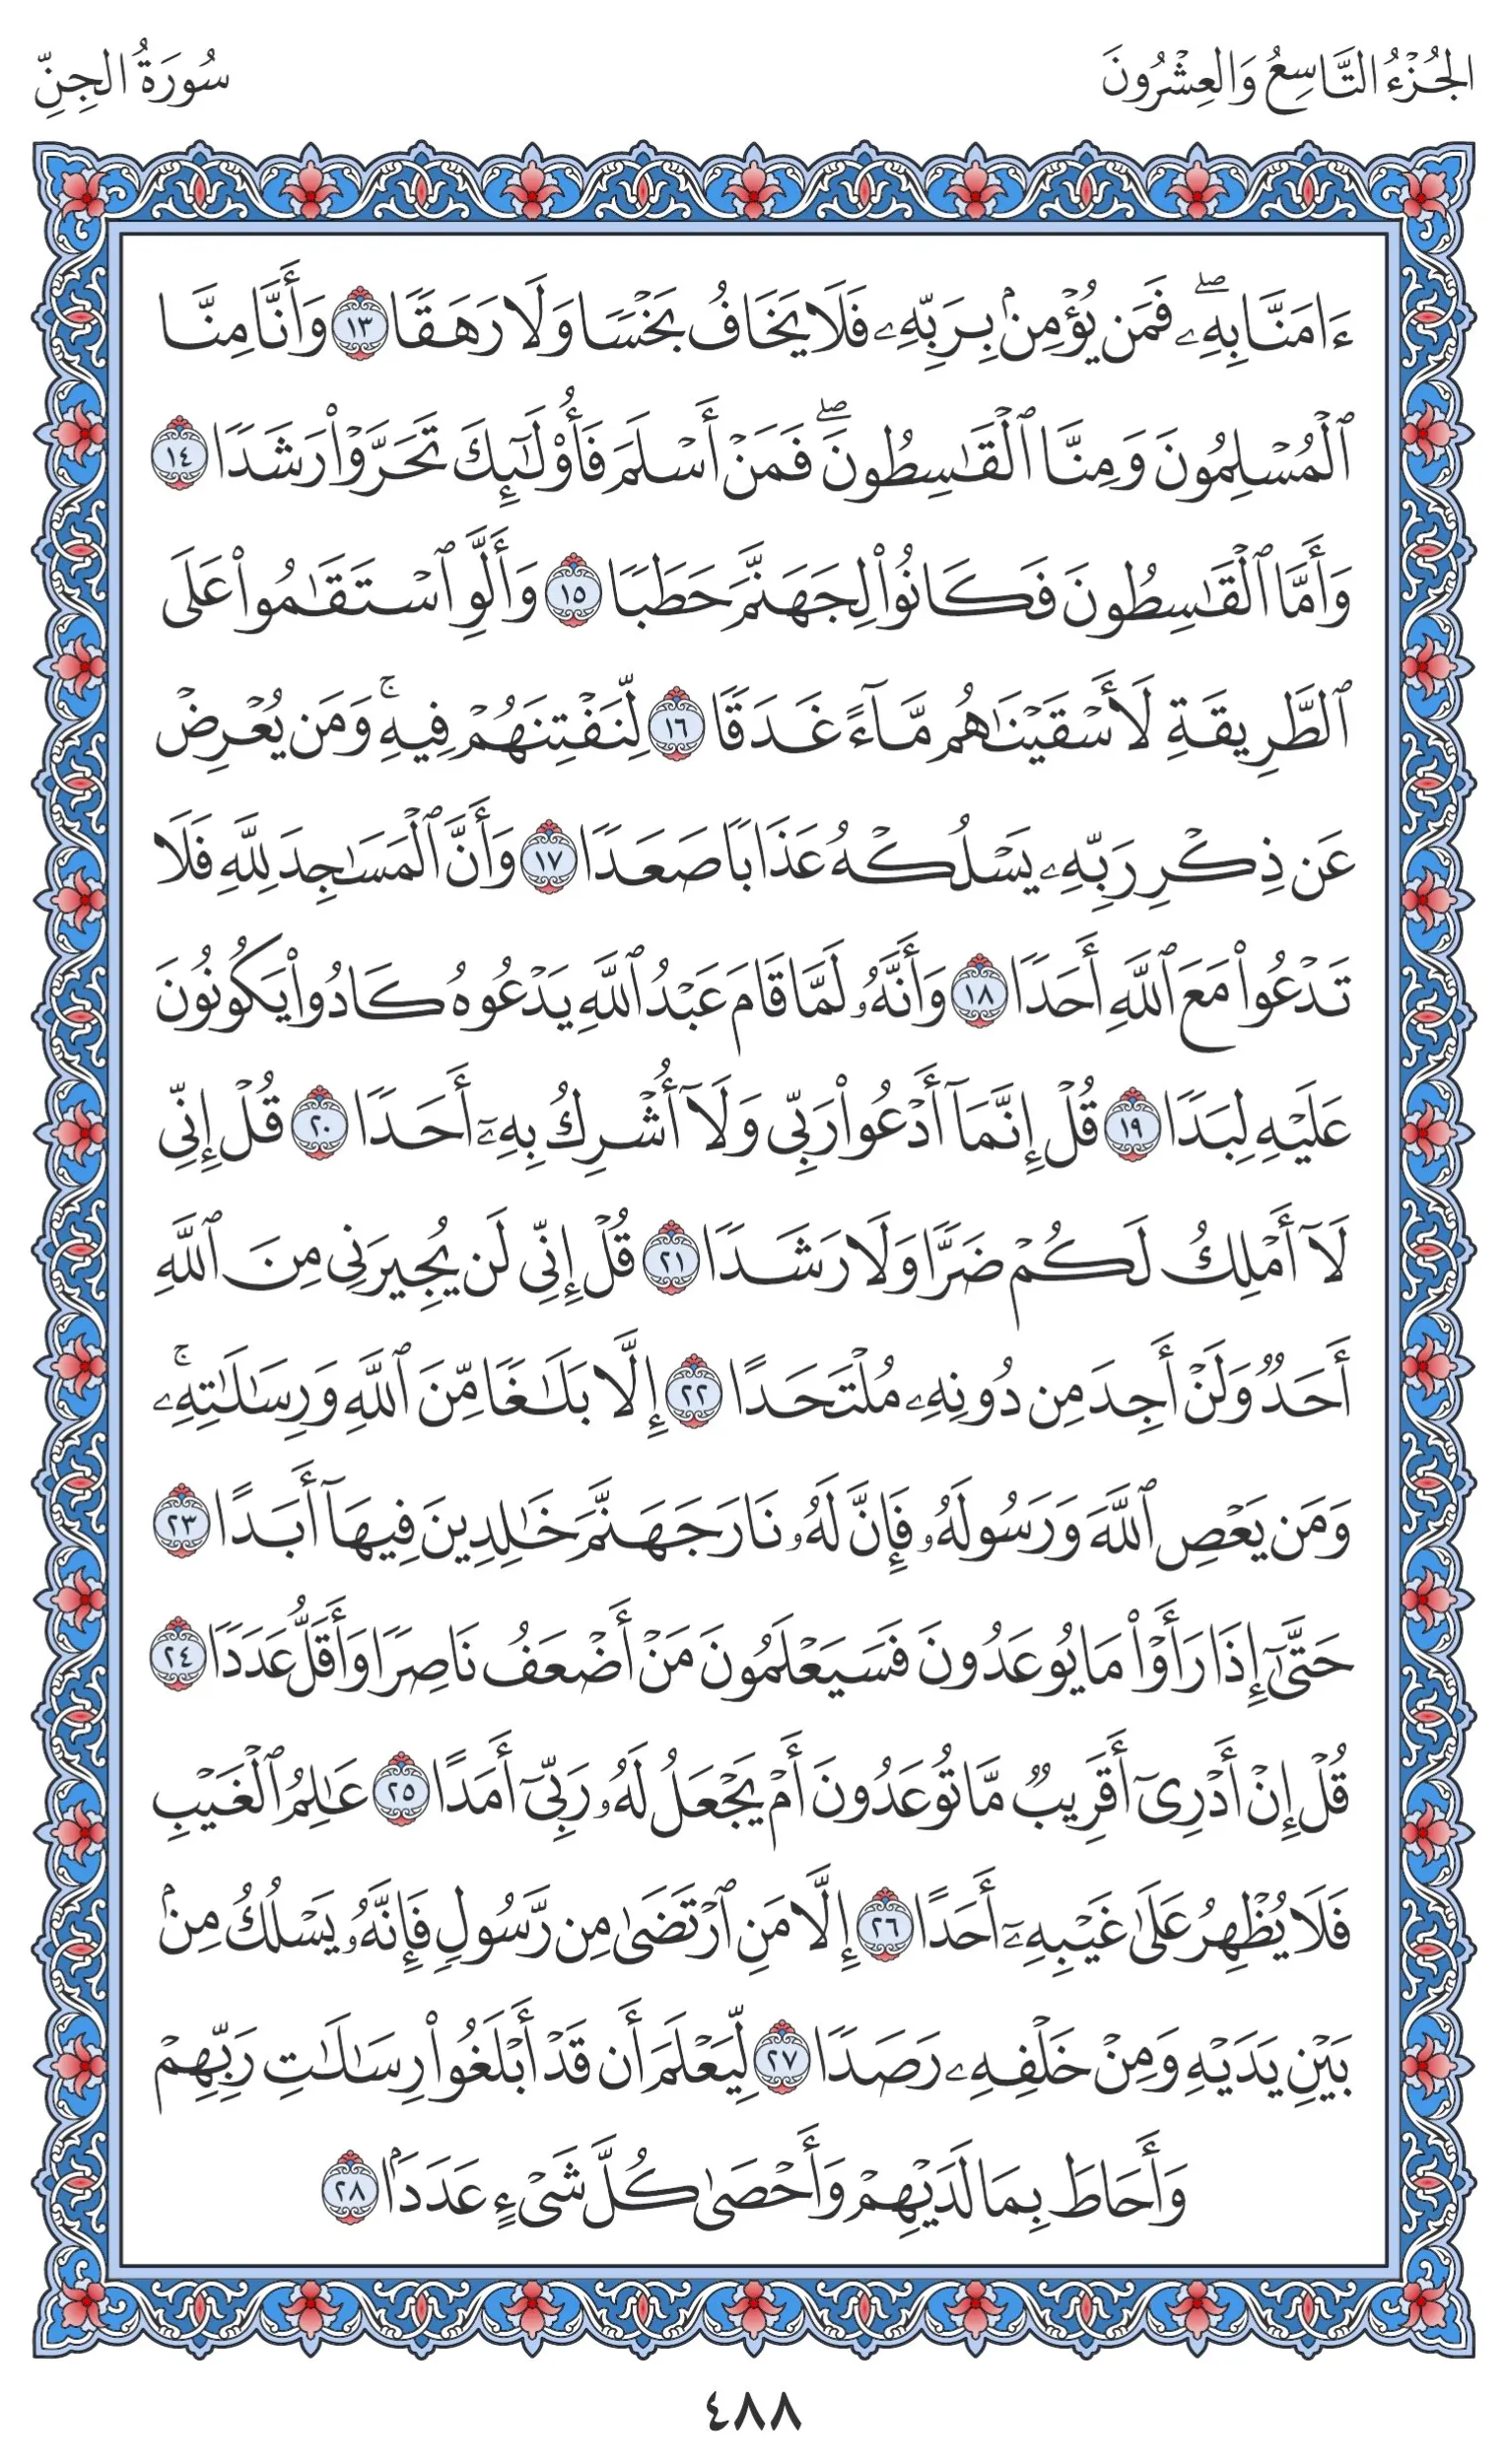 الجُزْءُ التَّاسِعُ وَالعِشْرُونَ
سُورَةُ الجِنِّ
ءَامَنَّا بِهِۦۖ فَمَن يُؤْمِنۢ بِرَبِّهِۦ فَلَا يَخَافُ بَخْسًا وَلَا رَهَقًا ١٣ وَأَنَّا مِنَّا
ٱلْمُسْلِمُونَ وَمِنَّا ٱلْقَـٰسِطُونَۖ فَمَنْ أَسْلَمَ فَأُو۟لَـٰٓئِكَ تَحَرَّوْا۟ رَشَدًا ١٤
وَأَمَّا ٱلْقَـٰسِطُونَ فَكَانُوا۟ لِجَهَنَّمَ حَطَبًا ١٥ وَأَلَّوِ ٱسْتَقَـٰمُوا۟ عَلَى
ٱلطَّرِيقَةِ لَأَسْقَيْنَـٰهُم مَّآءً غَدَقًا ١٦ لِّنَفْتِنَهُمْ فِيهِۚ وَمَن يُعْرِضْ
عَن ذِكْرِ رَبِّهِۦ يَسْلُكْهُ عَذَابًا صَعَدًا ١٧ وَأَنَّ ٱلْمَسَـٰجِدَ لِلَّهِ فَلَا
تَدْعُوا۟ مَعَ ٱللَّهِ أَحَدًا ١٨ وَأَنَّهُۥ لَمَّا قَامَ عَبْدُ ٱللَّهِ يَدْعُوهُ كَادُوا۟ يَكُونُونَ
عَلَيْهِ لِبَدًا ١٩ قُلْ إِنَّمَآ أَدْعُوا۟ رَبِّى وَلَآ أُشْرِكُ بِهِۦٓ أَحَدًا ٢٠ قُلْ إِنِّى
لَآ أَمْلِكُ لَكُمْ ضَرًّا وَلَا رَشَدًا ٢١ قُلْ إِنِّى لَن يُجِيرَنِى مِنَ ٱللَّهِ
أَحَدٌ وَلَنْ أَجِدَ مِن دُونِهِۦ مُلْتَحَدًا ٢٢ إِلَّا بَلَـٰغًا مِّنَ ٱللَّهِ وَرِسَـٰلَـٰتِهِۦۚ
وَمَن يَعْصِ ٱللَّهَ وَرَسُولَهُۥ فَإِنَّ لَهُۥ نَارَ جَهَنَّمَ خَـٰلِدِينَ فِيهَآ أَبَدًا ٢٣
حَتَّىٰٓ إِذَا رَأَوْا۟ مَا يُوعَدُونَ فَسَيَعْلَمُونَ مَنْ أَضْعَفُ نَاصِرًا وَأَقَلُّ عَدَدًا ٢٤
قُلْ إِنْ أَدْرِىٓ أَقَرِيبٌ مَّا تُوعَدُونَ أَمْ يَجْعَلُ لَهُۥ رَبِّىٓ أَمَدًا ٢٥ عَـٰلِمُ ٱلْغَيْبِ
فَلَا يُظْهِرُ عَلَىٰ غَيْبِهِۦٓ أَحَدًا ٢٦ إِلَّا مَنِ ٱرْتَضَىٰ مِن رَّسُولٍ فَإِنَّهُۥ يَسْلُكُ مِنۢ
بَيْنِ يَدَيْهِ وَمِنْ خَلْفِهِۦ رَصَدًا ٢٧ لِّيَعْلَمَ أَن قَدْ أَبْلَغُوا۟ رِسَـٰلَـٰتِ رَبِّهِمْ
وَأَحَاطَ بِمَا لَدَيْهِمْ وَأَحْصَىٰ كُلَّ شَىْءٍ عَدَدَۢا ٢٨
٤٨٨